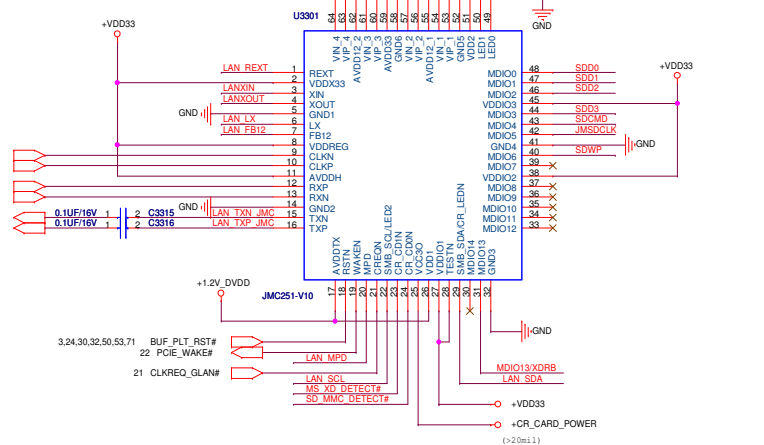 U3301
64 63 62 61 60 59 58 57 56 55 54 53 52 51 50 49
GND
+VDD33
VIN_4 VIP_4 AVDD12_2 VIN_3 VIP_3 AVDD33 GND6 VIN_2 VIP_2 AVDD12_1 VIN_1 VIP_1 GND5 VDD2 LED1 LED0
+VDD33
LAN_REXT 1 REXT MDIO0 48 SDD0
2 VDDX33 MDIO1 47 SDD1
LANXIN 3 XIN MDIO2 46 SDD2
LANXOUT 4 XOUT VDDIO3 45
GND 5 GND1 MDIO3 44 SDD3
LAN_LX 6 LX MDIO4 43 SDCMD
LAN_FB12 7 FB12 MDIO5 42 JMSDCLK
8 VDDREG GND4 41 GND
9 CLKN MDIO6 40 SDWP
10 CLKP MDIO7 39
11 AVDDH VDDIO2 38
12 RXP MDIO8 37
13 RXN MDIO9 36
GND 14 GND2 MDIO10 35
0.1UF/16V 1 2 C3315 LAN_TXN_JMC 15 TXN MDIO11 34
0.1UF/16V 1 2 C3316 LAN_TXP_JMC 16 TXP MDIO12 33
AVDDTX RSTN WAKEN MPD CREQN SMB_SCL/LED2 CR_CD1N CR_CD0N VCC3O VDD1 VDDIO1 TESTN SMB_SDA/CR_LEDN MDIO14 MDIO13 GND3
+1.2V_DVDD
JMC251-V10
17 18 19 20 21 22 23 24 25 26 27 28 29 30 31 32
GND
3,24,30,32,50,53,71 BUF_PLT_RST#
22 PCIE_WAKE#
LAN_MPD
21 CLKREQ_GLAN#
MDIO13/XDRB
LAN_SCL LAN_SDA
MS_XD_DETECT#
SD_MMC_DETECT#
+VDD33
+CR_CARD_POWER
(>20mil)